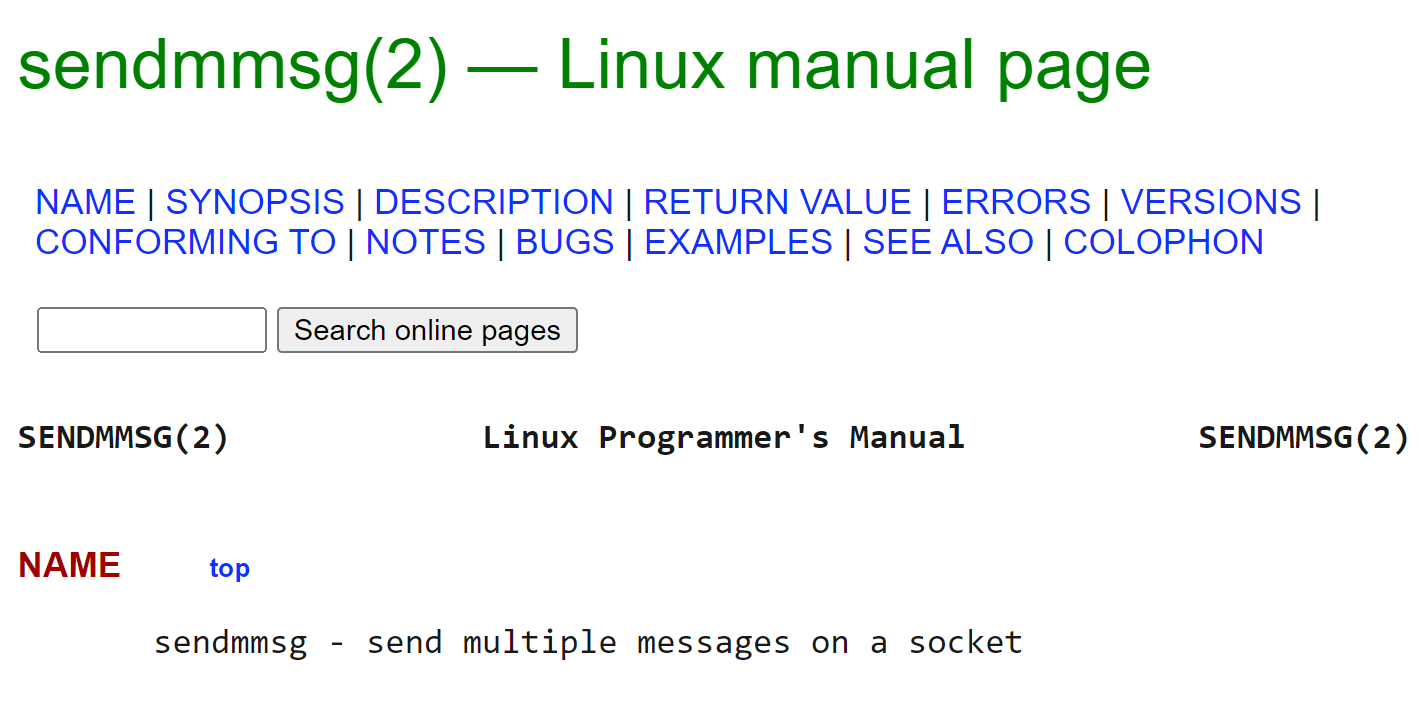 sendmmsg(2) — Linux manual page
NAME | SYNOPSIS | DESCRIPTION | RETURN VALUE | ERRORS | VERSIONS |
CONFORMING TO | NOTES | BUGS | EXAMPLES | SEE ALSO | COLOPHON
Search online pages
SENDMMSG(2) Linux Programmer's Manual SENDMMSG(2)
NAME top
sendmmsg - send multiple messages on a socket